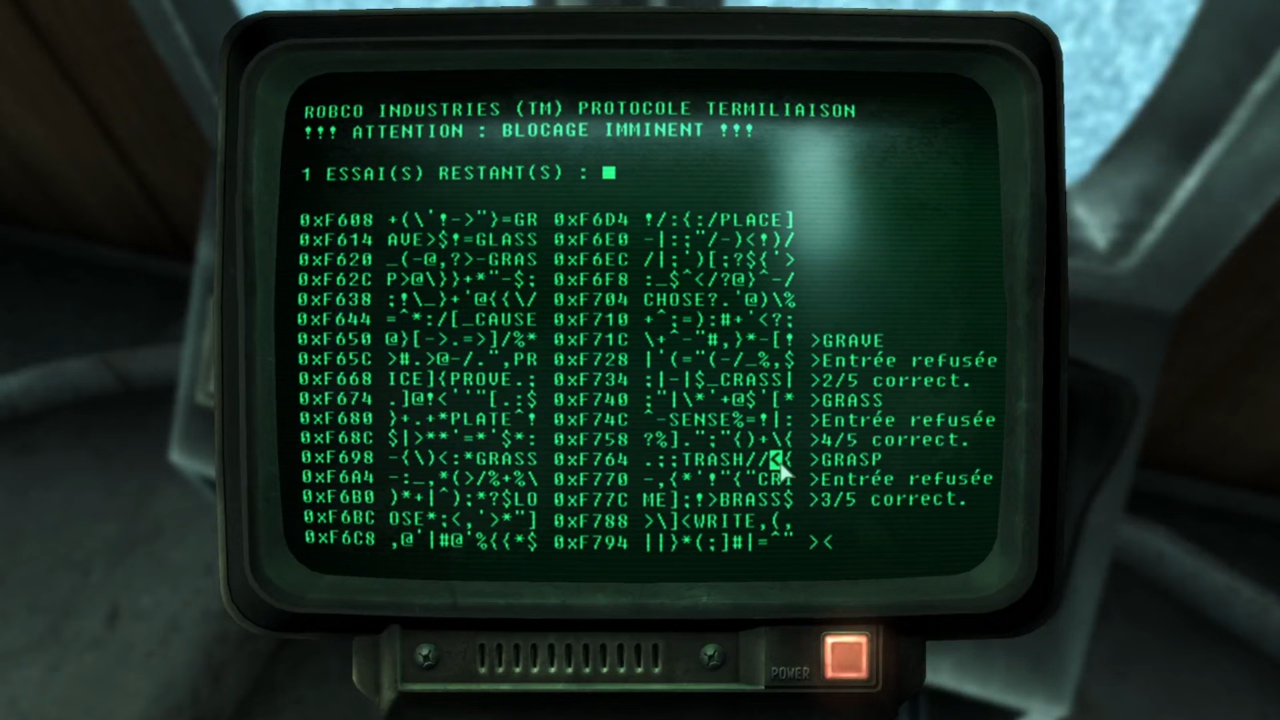 ROBCO INDUSTRIES (TM) PROTOCOLE TERMILIAISON
!!! ATTENTION : BLOCAGE IMMINENT !!!
1 ESSAI(S) RESTANT(S) : ■
0xF608 +(\'!->"}=GR 0xF6D4 !/:{:/PLACE]
0xF614 AVE>$!=GLASS 0xF6E0 -|:;"/-)<!)/
0xF620 _(-@,?>-GRAS 0xF6EC /|;')[;?${'>
0xF62C P>@\}}+*"-$; 0xF6F8 :_$^</?@}^-/
0xF638 :!\_}+'@{{\/ 0xF704 CHOSE?.'@)\%
0xF644 =^*:/[_CAUSE 0xF710 +^;=):#+'<?;
0xF650 @}[->.=>]/%* 0xF71C \+^-"#,}*-[! >GRAVE
0xF65C >#.>@-/.",PR 0xF728 |'(="(-/_%,$ >Entrée refusée
0xF668 ICE]{PROVE.; 0xF734 :|-|$_CRASS| >2/5 correct.
0xF674 .]@!<''"[.:$ 0xF740 ;"|\*'+@$'[* >GRASS
0xF680 }+.+*PLATE^! 0xF74C ^-SENSE%=!|: >Entrée refusée
0xF68C $|>**'=*'$*: 0xF758 ?%].";"{)+\{ >4/5 correct.
0xF698 -{\)<:*GRASS 0xF764 .;;TRASH//<{ >GRASP
0xF6A4 -:_,*()/%+%\ 0xF770 -,{*'!"{"CRI >Entrée refusée
0xF6B0 )*+|^);*?$LO 0xF77C ME];!>BRASS$ >3/5 correct.
0xF6BC OSE*;<,'>*"] 0xF788 >\]<WRITE,(,
0xF6C8 ,@'|#@'%{{*$ 0xF794 ||}*(;]#|=^" ><
POWER